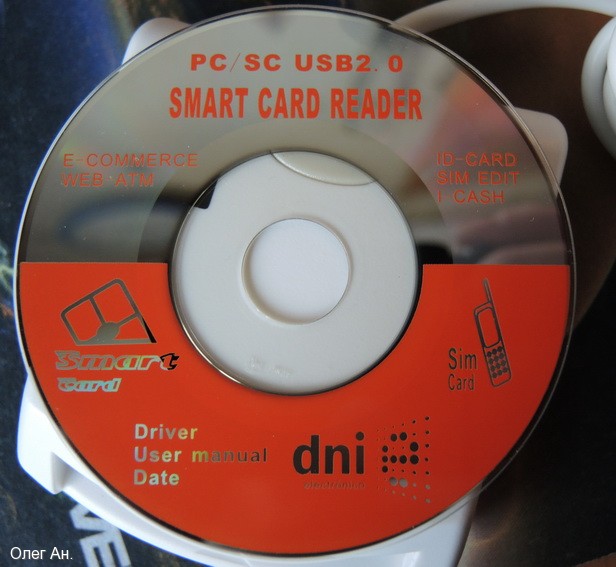 PC/SC USB2.0
SMART CARD READER
E-COMMERCE
WEB-ATM
ID-CARD
SIM EDIT
I-CASH
Smart
Card
Sim
Card
Driver
User manual
Date
dni
electronics
Олег Ан.